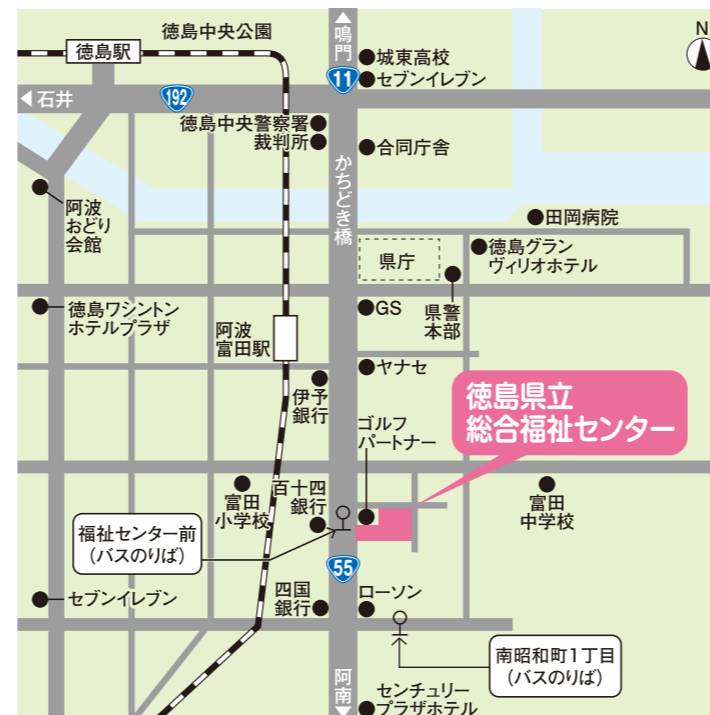 徳島中央公園
徳島駅
▲鳴門
N
城東高校
11
セブンイレブン
◀石井
192
徳島中央警察署
裁判所
合同庁舎
かちどき橋
阿波
おどり
会館
田岡病院
徳島グラン
ヴィリオホテル
県庁
県警
本部
徳島ワシントン
ホテルプラザ
GS
阿波
富田駅
ヤナセ
伊予
銀行
徳島県立
総合福祉センター
ゴルフ
パートナー
富田
小学校
百十四
銀行
富田
中学校
福祉センター前
(バスのりば)
55
セブンイレブン
四国
銀行
ローソン
南昭和町1丁目
(バスのりば)
阿南▼
センチュリー
プラザホテル